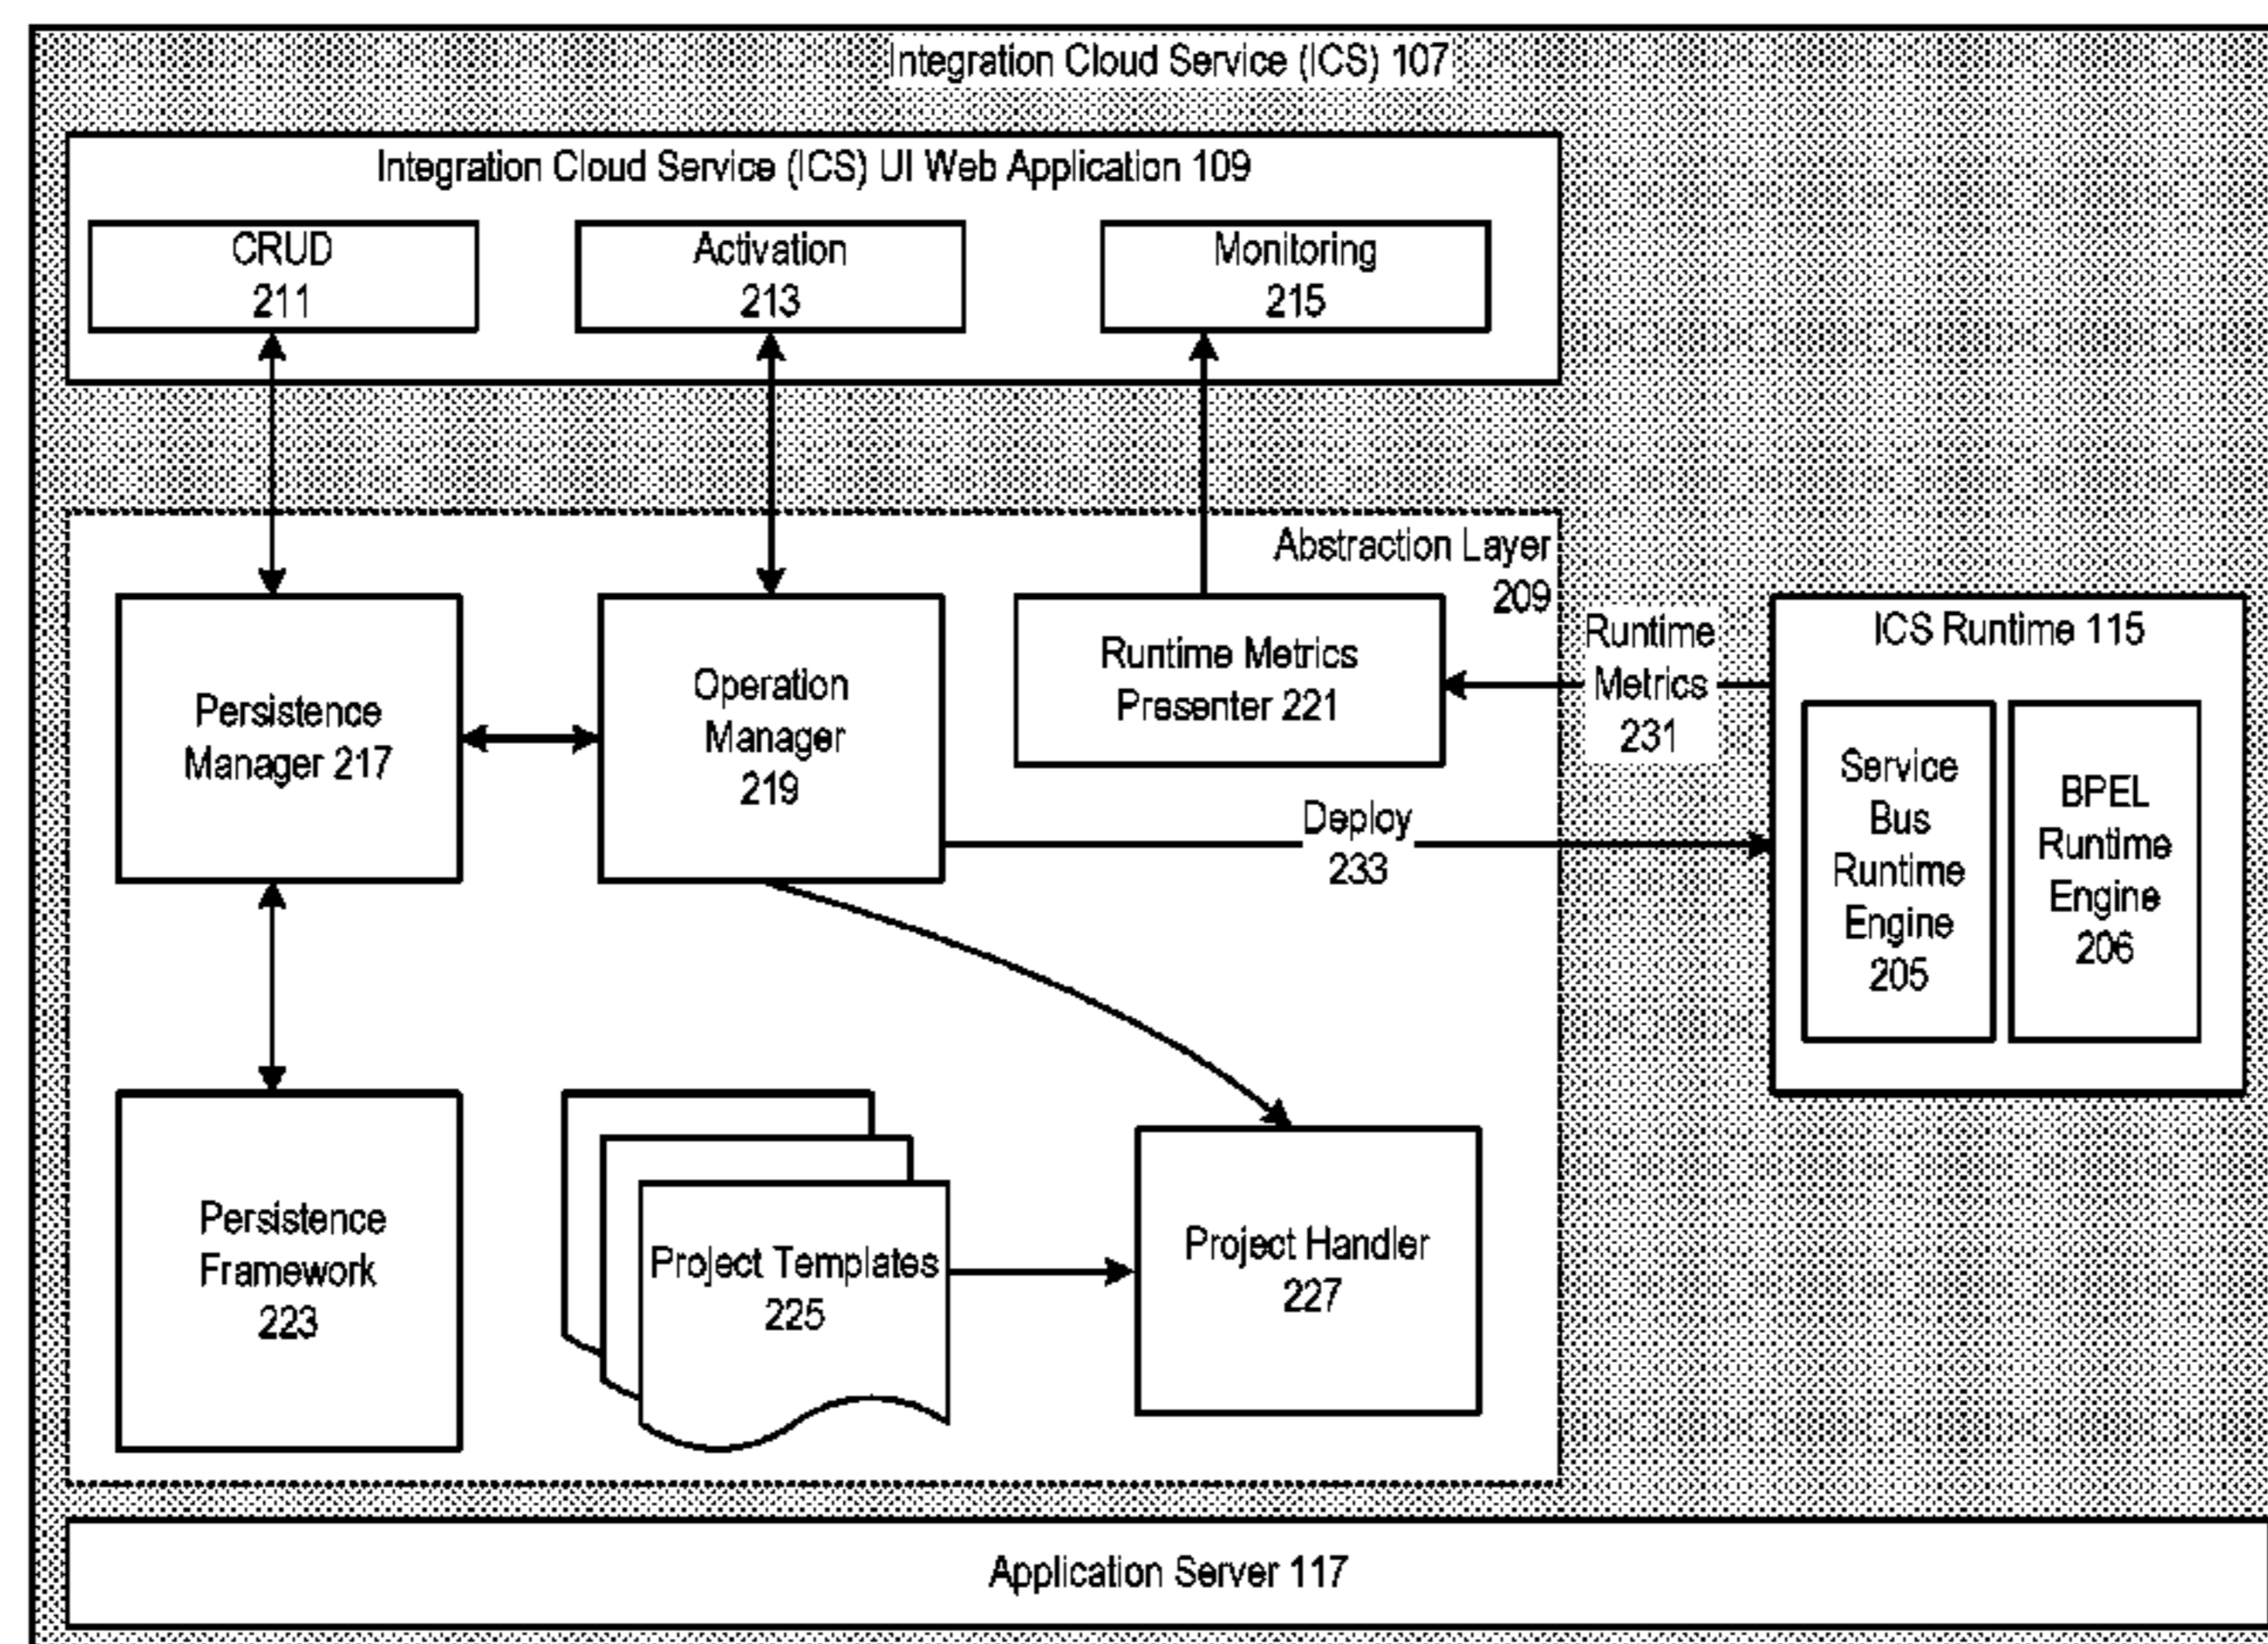 Integration Cloud Service (ICS) 107
Integration Cloud Service (ICS) UI Web Application 109
CRUD
211
Activation
213
Monitoring
215
Abstraction Layer
209
Persistence
Manager 217
Operation
Manager
219
Runtime Metrics
Presenter 221
Runtime
Metrics
231
ICS Runtime 115
Service
Bus
Runtime
Engine
205
BPEL
Runtime
Engine
206
Deploy
233
Persistence
Framework
223
Project Templates
225
Project Handler
227
Application Server 117